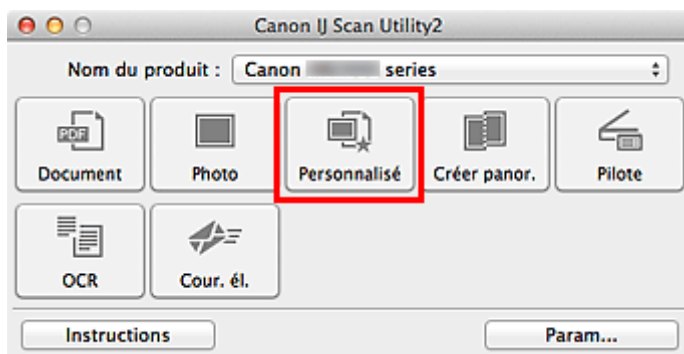 Canon IJ Scan Utility2
Nom du produit : Canon series
PDF
Document Photo Personnalisé Créer panor. Pilote
OCR Cour. él.
Instructions Param...